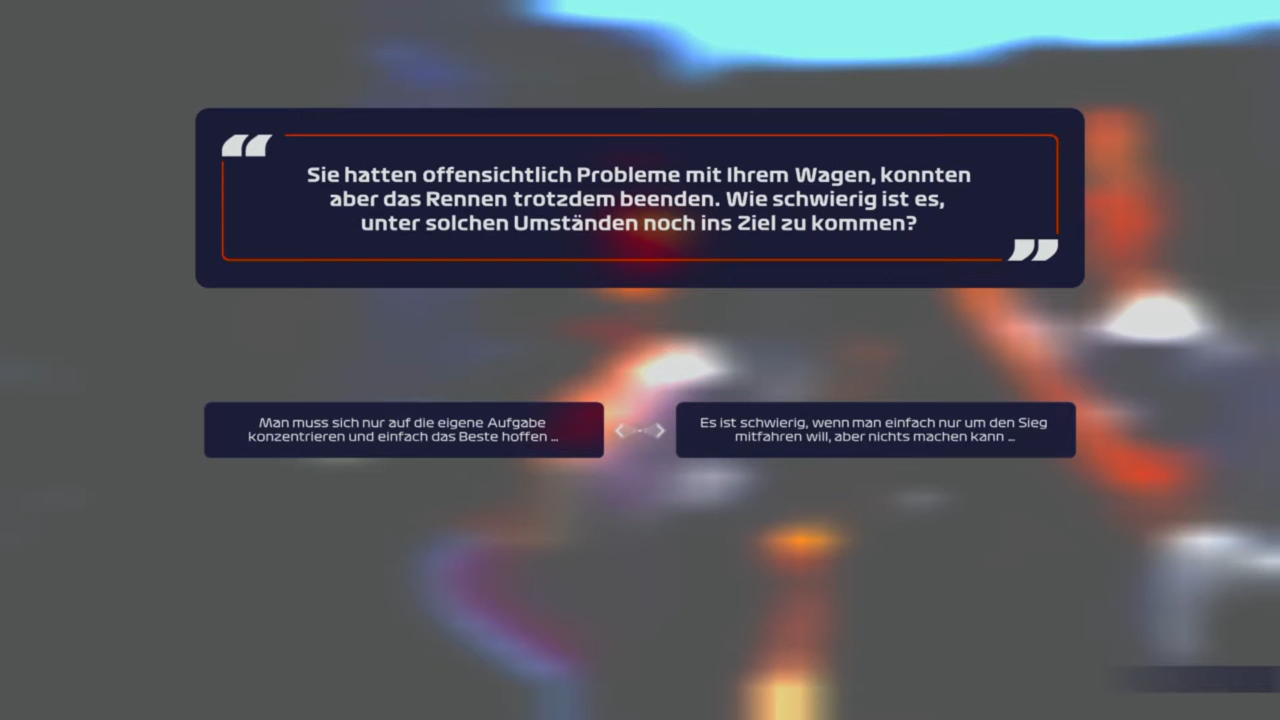 Sie hatten offensichtlich Probleme mit Ihrem Wagen, konnten
aber das Rennen trotzdem beenden. Wie schwierig ist es,
unter solchen Umständen noch ins Ziel zu kommen?
Man muss sich nur auf die eigene Aufgabe
konzentrieren und einfach das Beste hoffen ...
Es ist schwierig, wenn man einfach nur um den Sieg
mitfahren will, aber nichts machen kann ...